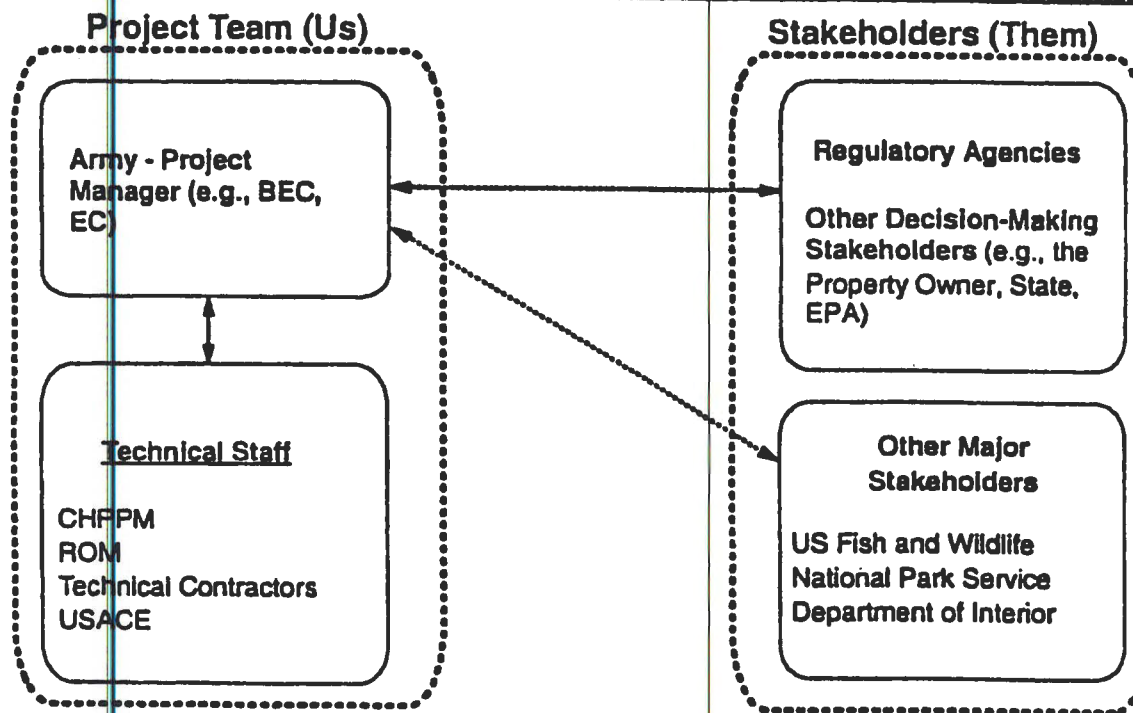 Project Team (Us)
Army - Project
Manager (e.g., BEC,
EC)
Technical Staff
CHPPM
ROM
Technical Contractors
USACE
Stakeholders (Them)
Regulatory Agencies
Other Decision-Making
Stakeholders (e.g., the
Property Owner, State,
EPA)
Other Major
Stakeholders
US Fish and Wildlife
National Park Service
Department of Interior